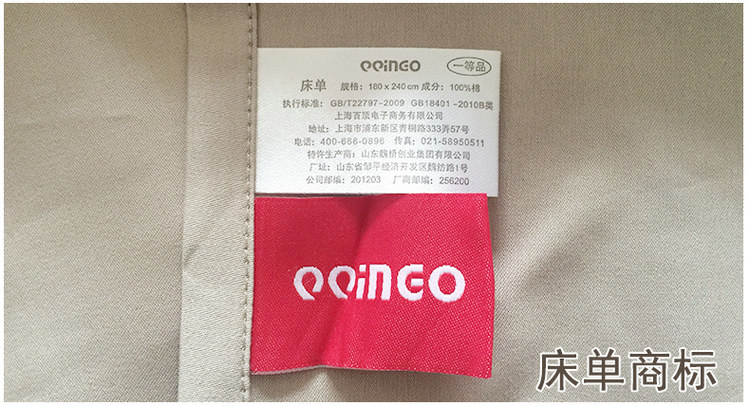 QQinGO 一等品
床单 规格：180 x 240 cm 成分：100%棉
执行标准：GB/T22797-2009 GB18401-2010B类
上海百顶电子商务有限公司
地址：上海市浦东新区青桐路333弄57号
电话：400-666-0896 传真：021-58950511
特许生产商：山东魏桥创业集团有限公司
厂址：山东省邹平经济开发区魏纺路1号
公司邮编：201203 厂商邮编：256200
QQinGO
床单商标